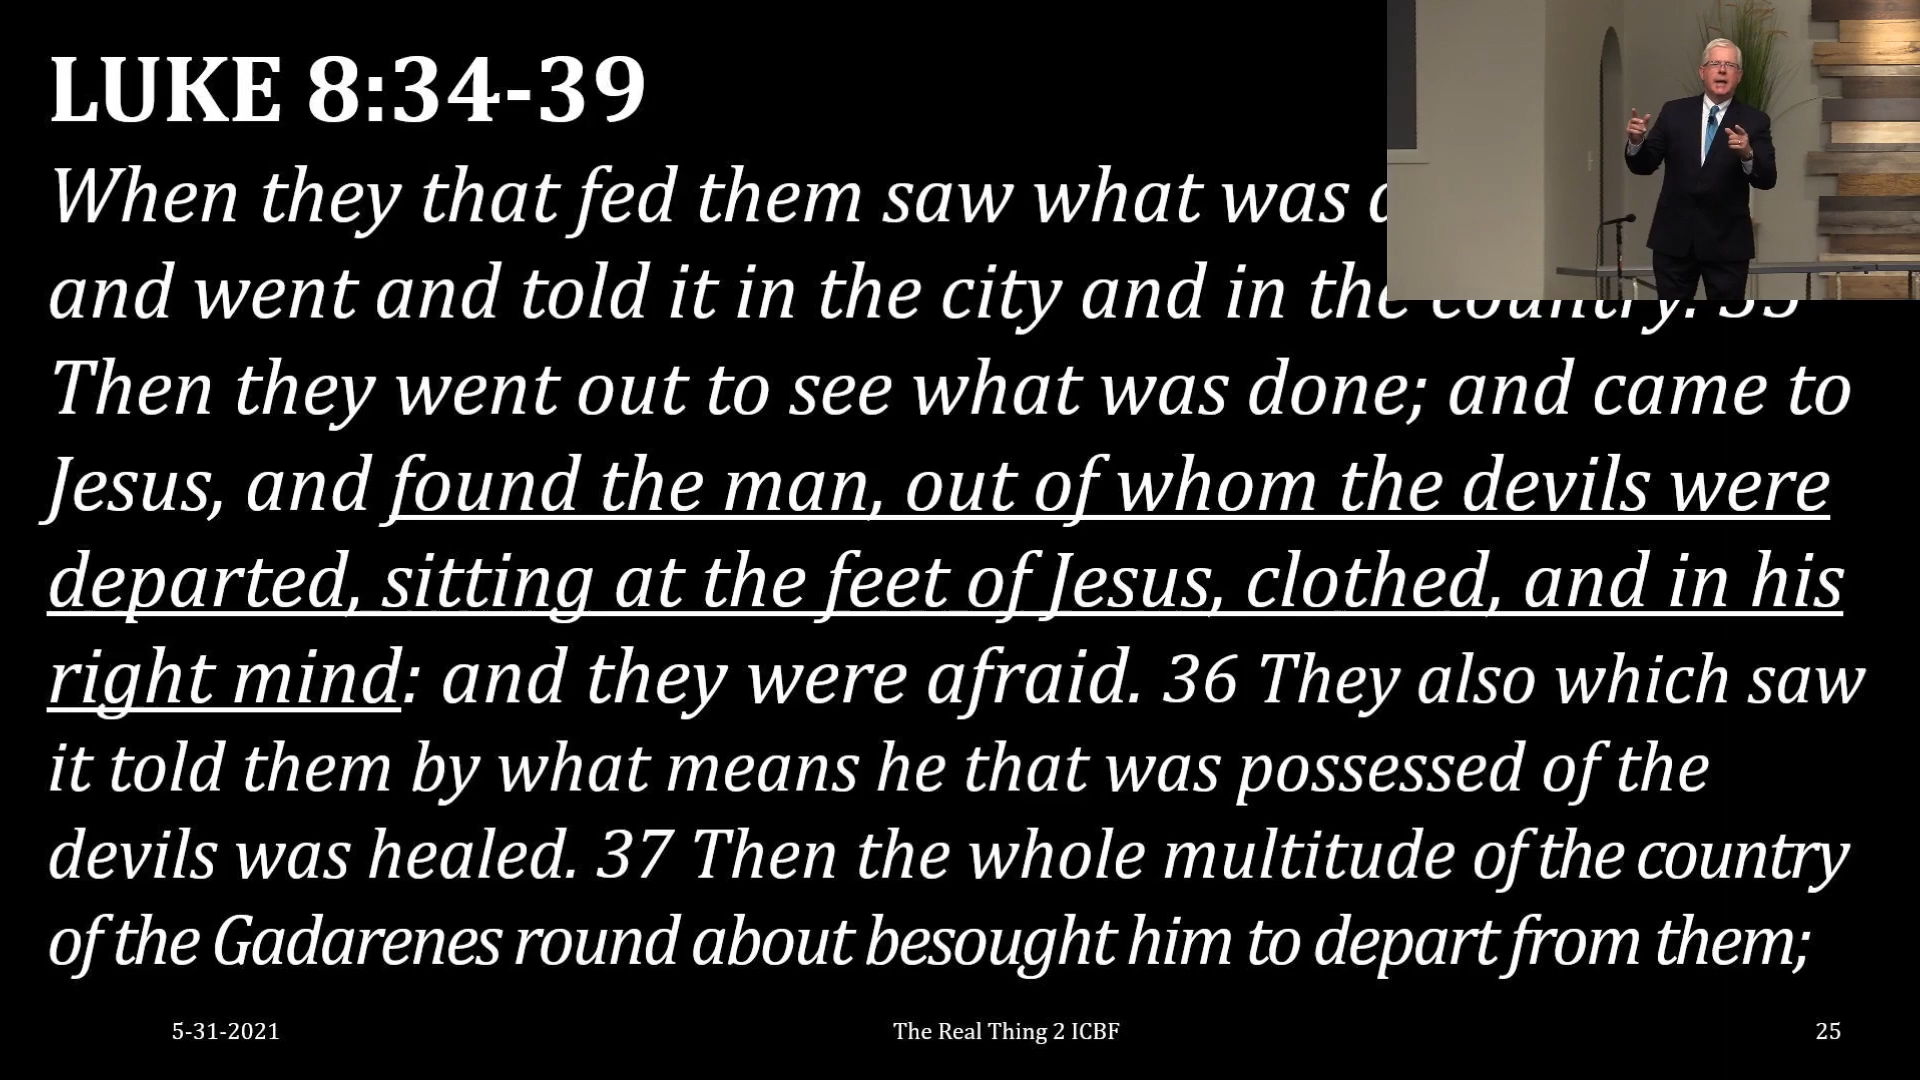 LUKE 8:34-39
When they that fed them saw what was
and went and told it in the city and in the country. 35
Then they went out to see what was done; and came to
Jesus, and found the man, out of whom the devils were
departed, sitting at the feet of Jesus, clothed, and in his
right mind: and they were afraid. 36 They also which saw
it told them by what means he that was possessed of the
devils was healed. 37 Then the whole multitude of the country
of the Gadarenes round about besought him to depart from them;
5-31-2021
The Real Thing 2 ICBF
25